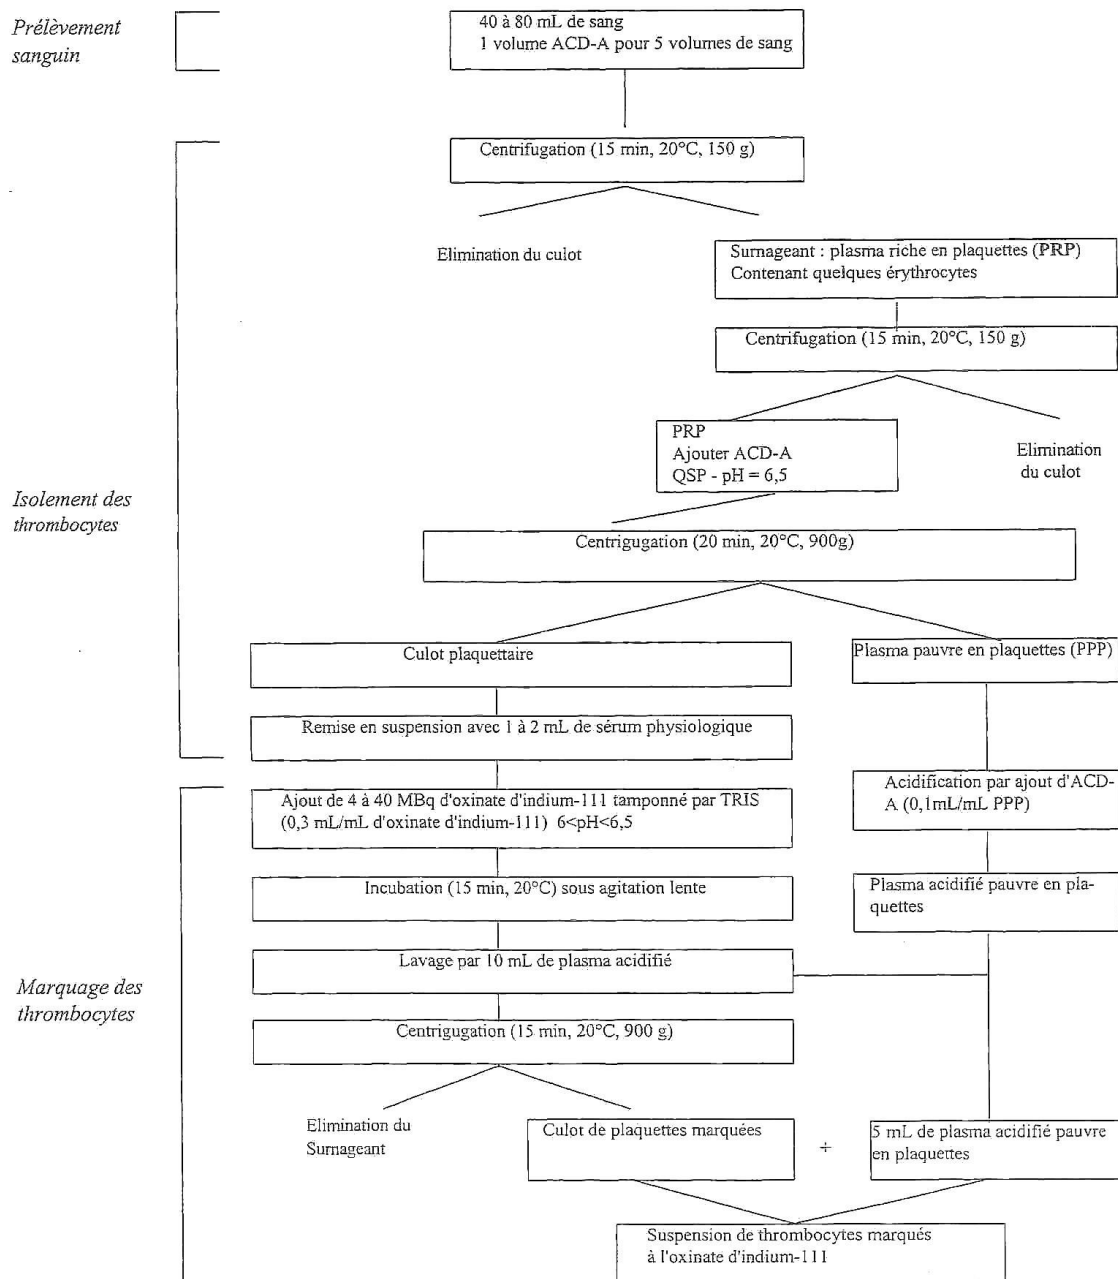 Prélèvement
sanguin
40 à 80 mL de sang
1 volume ACD-A pour 5 volumes de sang
Centrifugation (15 min, 20°C, 150 g)
Elimination du culot
Surnageant : plasma riche en plaquettes (PRP)
Contenant quelques érythrocytes
Centrifugation (15 min, 20°C, 150 g)
PRP
Ajouter ACD-A
QSP - pH = 6,5
Elimination
du culot
Isolement des
thrombocytes
Centrigugation (20 min, 20°C, 900g)
Culot plaquettaire
Plasma pauvre en plaquettes (PPP)
Remise en suspension avec 1 à 2 mL de sérum physiologique
Acidification par ajout d'ACD-
A (0,1mL/mL PPP)
Ajout de 4 à 40 MBq d'oxinate d'indium-111 tamponné par TRIS
(0,3 mL/mL d'oxinate d'indium-111) 6<pH<6,5
Incubation (15 min, 20°C) sous agitation lente
Plasma acidifié pauvre en pla-
quettes
Lavage par 10 mL de plasma acidifié
Marquage des
thrombocytes
Centrigugation (15 min, 20°C, 900 g)
Elimination du
Surnageant
Culot de plaquettes marquées
+
5 mL de plasma acidifié pauvre
en plaquettes
Suspension de thrombocytes marqués
à l'oxinate d'indium-111